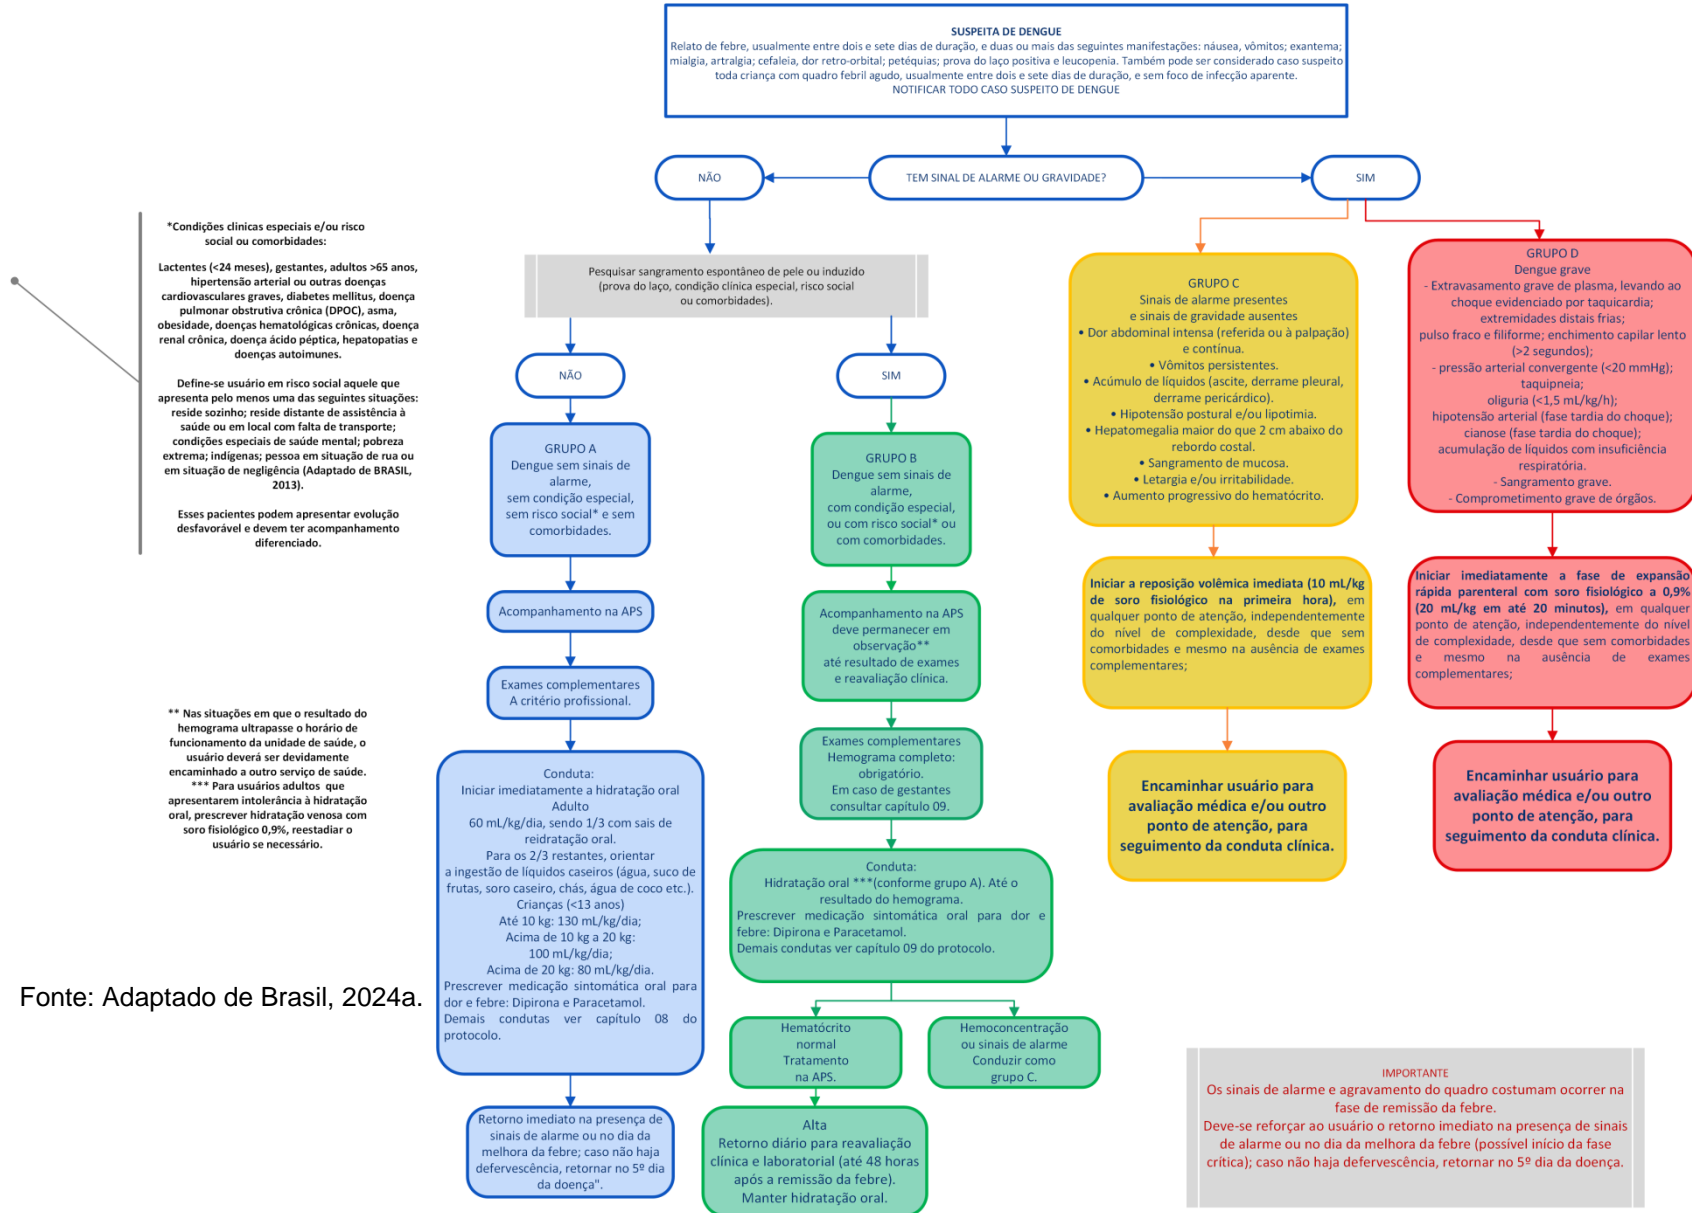 SUSPEITA DE DENGUE
Relato de febre, usualmente entre dois e sete dias de duração, e duas ou mais das seguintes manifestações: náusea, vômitos; exantema;
mialgia, artralgia; cefaleia, dor retro-orbital; petéquias; prova do laço positiva e leucopenia. Também pode ser considerado caso suspeito
toda criança com quadro febril agudo, usualmente entre dois e sete dias de duração, e sem foco de infecção aparente.
NOTIFICAR TODO CASO SUSPEITO DE DENGUE
NÃO
TEM SINAL DE ALARME OU GRAVIDADE?
SIM
*Condições clinicas especiais e/ou risco
social ou comorbidades:
Lactentes (<24 meses), gestantes, adultos >65 anos,
hipertensão arterial ou outras doenças
cardiovasculares graves, diabetes mellitus, doença
pulmonar obstrutiva crônica (DPOC), asma,
obesidade, doenças hematológicas crônicas, doença
renal crônica, doença ácido péptica, hepatopatias e
doenças autoimunes.
Define-se usuário em risco social aquele que
apresenta pelo menos uma das seguintes situações:
reside sozinho; reside distante de assistência à
saúde ou em local com falta de transporte;
condições especiais de saúde mental; pobreza
extrema; indígenas; pessoa em situação de rua ou
em situação de negligência (Adaptado de BRASIL,
2013).
Esses pacientes podem apresentar evolução
desfavorável e devem ter acompanhamento
diferenciado.
** Nas situações em que o resultado do
hemograma ultrapasse o horário de
funcionamento da unidade de saúde, o
usuário deverá ser devidamente
encaminhado a outro serviço de saúde.
*** Para usuários adultos que
apresentarem intolerância à hidratação
oral, prescrever hidratação venosa com
soro fisiológico 0,9%, reestadiar o
usuário se necessário.
Fonte: Adaptado de Brasil, 2024a.
Pesquisar sangramento espontâneo de pele ou induzido
(prova do laço, condição clínica especial, risco social
ou comorbidades).
NÃO
SIM
GRUPO A
Dengue sem sinais de
alarme,
sem condição especial,
sem risco social* e sem
comorbidades.
Acompanhamento na APS
Exames complementares
A critério profissional.
Conduta:
Iniciar imediatamente a hidratação oral
Adulto
60 mL/kg/dia, sendo 1/3 com sais de
reidratação oral.
Para os 2/3 restantes, orientar
a ingestão de líquidos caseiros (água, suco de
frutas, soro caseiro, chás, água de coco etc.).
Crianças (<13 anos)
Até 10 kg: 130 mL/kg/dia;
Acima de 10 kg a 20 kg:
100 mL/kg/dia;
Acima de 20 kg: 80 mL/kg/dia.
Prescrever medicação sintomática oral para
dor e febre: Dipirona e Paracetamol.
Demais condutas ver capítulo 08 do
protocolo.
Retorno imediato na presença de
sinais de alarme ou no dia da
melhora da febre; caso não haja
defervescência, retornar no 5º dia
da doença".
GRUPO B
Dengue sem sinais de
alarme,
com condição especial,
ou com risco social* ou
com comorbidades.
Acompanhamento na APS
deve permanecer em
observação**
até resultado de exames
e reavaliação clínica.
Exames complementares
Hemograma completo:
obrigatório.
Em caso de gestantes
consultar capítulo 09.
Conduta:
Hidratação oral ***(conforme grupo A). Até o
resultado do hemograma.
Prescrever medicação sintomática oral para dor e
febre: Dipirona e Paracetamol.
Demais condutas ver capítulo 09 do protocolo.
Hematócrito
normal
Tratamento
na APS.
Hemoconcentração
ou sinais de alarme
Conduzir como
grupo C.
Alta
Retorno diário para reavaliação
clínica e laboratorial (até 48 horas
após a remissão da febre).
Manter hidratação oral.
GRUPO C
Sinais de alarme presentes
e sinais de gravidade ausentes
• Dor abdominal intensa (referida ou à palpação)
e contínua.
• Vômitos persistentes.
• Acúmulo de líquidos (ascite, derrame pleural,
derrame pericárdico).
• Hipotensão postural e/ou lipotimia.
• Hepatomegalia maior do que 2 cm abaixo do
rebordo costal.
• Sangramento de mucosa.
• Letargia e/ou irritabilidade.
• Aumento progressivo do hematócrito.
Iniciar a reposição volêmica imediata (10 mL/kg
de soro fisiológico na primeira hora), em
qualquer ponto de atenção, independentemente
do nível de complexidade, desde que sem
comorbidades e mesmo na ausência de exames
complementares;
Encaminhar usuário para
avaliação médica e/ou outro
ponto de atenção, para
seguimento da conduta clínica.
GRUPO D
Dengue grave
- Extravasamento grave de plasma, levando ao
choque evidenciado por taquicardia;
extremidades distais frias;
pulso fraco e filiforme; enchimento capilar lento
(>2 segundos);
- pressão arterial convergente (<20 mmHg);
taquipneia;
oliguria (<1,5 mL/kg/h);
hipotensão arterial (fase tardia do choque);
cianose (fase tardia do choque);
acumulação de líquidos com insuficiência
respiratória.
- Sangramento grave.
- Comprometimento grave de órgãos.
Iniciar imediatamente a fase de expansão
rápida parenteral com soro fisiológico a 0,9%
(20 mL/kg em até 20 minutos), em qualquer
ponto de atenção, independentemente do nível
de complexidade, desde que sem comorbidades
e mesmo na ausência de exames
complementares;
Encaminhar usuário para
avaliação médica e/ou outro
ponto de atenção, para
seguimento da conduta clínica.
IMPORTANTE
Os sinais de alarme e agravamento do quadro costumam ocorrer na
fase de remissão da febre.
Deve-se reforçar ao usuário o retorno imediato na presença de sinais
de alarme ou no dia da melhora da febre (possível início da fase
crítica); caso não haja defervescência, retornar no 5º dia da doença.